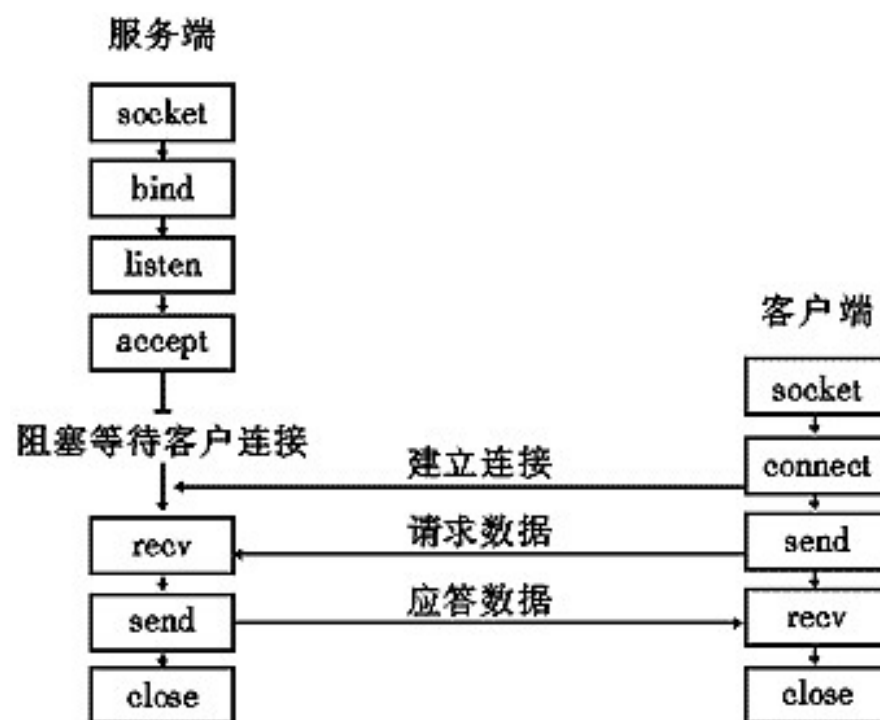 服务端
socket
bind
listen
accept
阻塞等待客户连接
recv
send
close
建立连接
请求数据
应答数据
客户端
socket
connect
send
recv
close